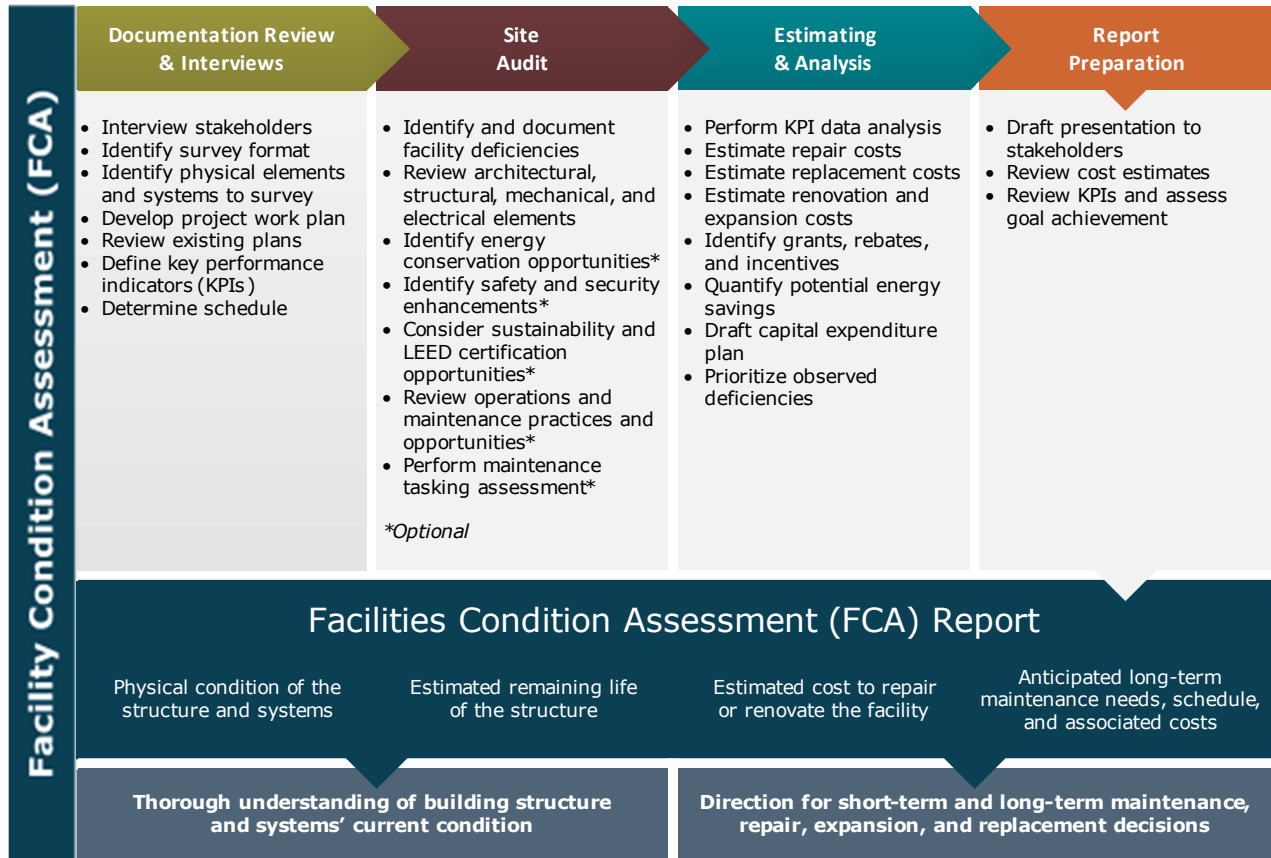 Facility Condition Assessment (FCA)
Documentation Review
& Interviews
Site
Audit
Estimating
& Analysis
Report
Preparation
• Interview stakeholders
• Identify survey format
• Identify physical elements
and systems to survey
• Develop project work plan
• Review existing plans
• Define key performance
indicators (KPIs)
• Determine schedule
• Identify and document
facility deficiencies
• Review architectural,
structural, mechanical, and
electrical elements
• Identify energy
conservation opportunities*
• Identify safety and security
enhancements*
• Consider sustainability and
LEED certification
opportunities*
• Review operations and
maintenance practices and
opportunities*
• Perform maintenance
tasking assessment*
*Optional
• Perform KPI data analysis
• Estimate repair costs
• Estimate replacement costs
• Estimate renovation and
expansion costs
• Identify grants, rebates,
and incentives
• Quantify potential energy
savings
• Draft capital expenditure
plan
• Prioritize observed
deficiencies
• Draft presentation to
stakeholders
• Review cost estimates
• Review KPIs and assess
goal achievement
Facilities Condition Assessment (FCA) Report
Physical condition of the
structure and systems
Estimated remaining life
of the structure
Estimated cost to repair
or renovate the facility
Anticipated long-term
maintenance needs, schedule,
and associated costs
Thorough understanding of building structure
and systems’ current condition
Direction for short-term and long-term maintenance,
repair, expansion, and replacement decisions